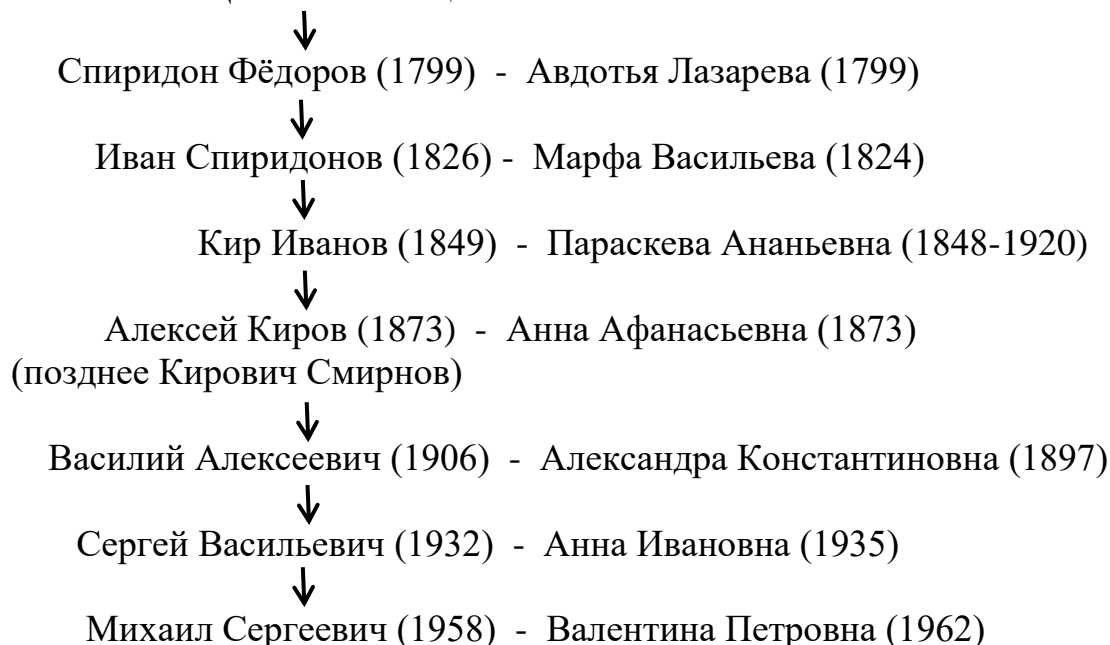 Спиридон Фёдоров (1799) - Авдотья Лазарева (1799)
Иван Спиридонов (1826) - Марфа Васильева (1824)
Кир Иванов (1849) - Параскева Ананьевна (1848-1920)
Алексей Киров (1873) - Анна Афанасьевна (1873)
(позднее Кирович Смирнов)
Василий Алексеевич (1906) - Александра Константиновна (1897)
Сергей Васильевич (1932) - Анна Ивановна (1935)
Михаил Сергеевич (1958) - Валентина Петровна (1962)